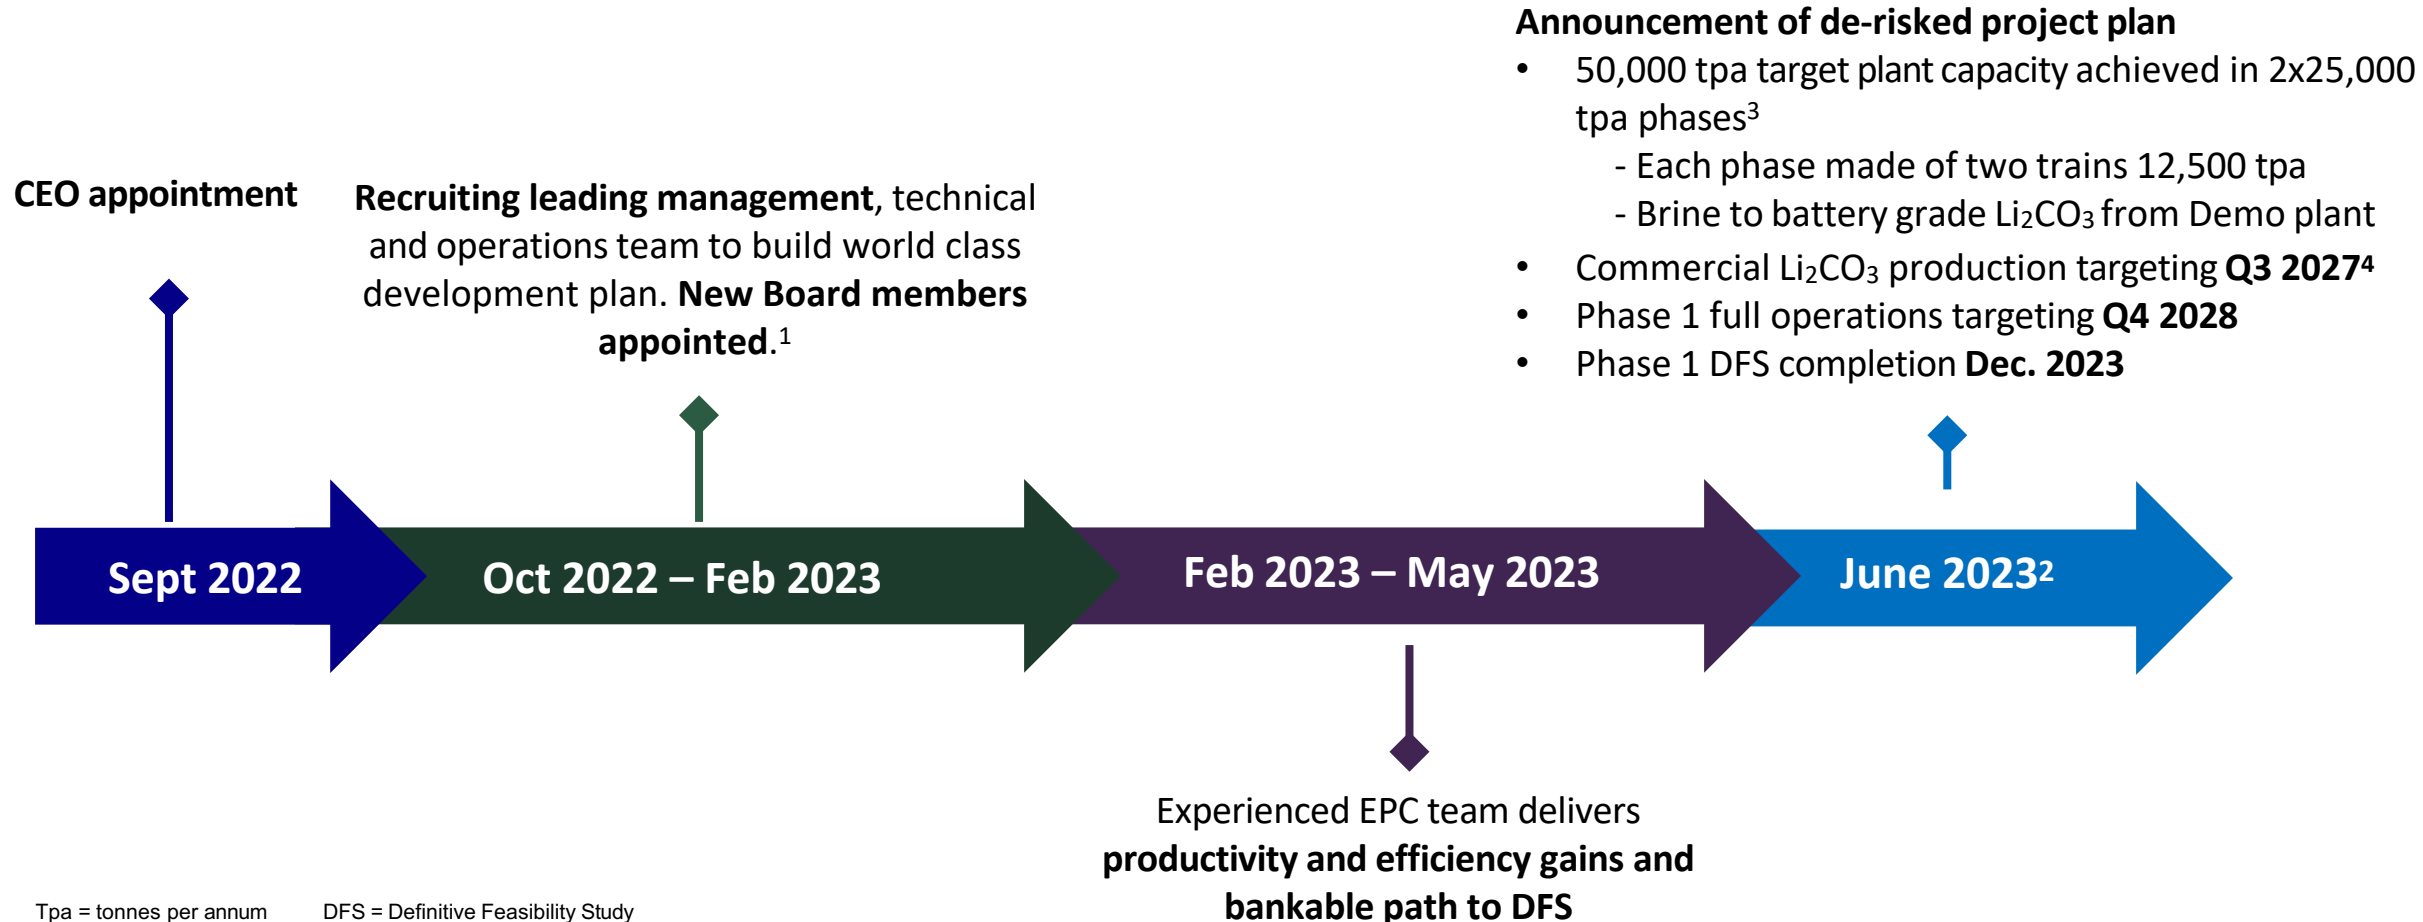 CEO appointment
Recruiting leading management, technical
and operations team to build world class
development plan. New Board members
appointed.¹
Announcement of de-risked project plan
• 50,000 tpa target plant capacity achieved in 2x25,000
tpa phases³
- Each phase made of two trains 12,500 tpa
- Brine to battery grade Li₂CO₃ from Demo plant
• Commercial Li₂CO₃ production targeting Q3 2027⁴
• Phase 1 full operations targeting Q4 2028
• Phase 1 DFS completion Dec. 2023
Sept 2022
Oct 2022 – Feb 2023
Feb 2023 – May 2023
June 2023²
Experienced EPC team delivers
productivity and efficiency gains and
bankable path to DFS
Tpa = tonnes per annum DFS = Definitive Feasibility Study